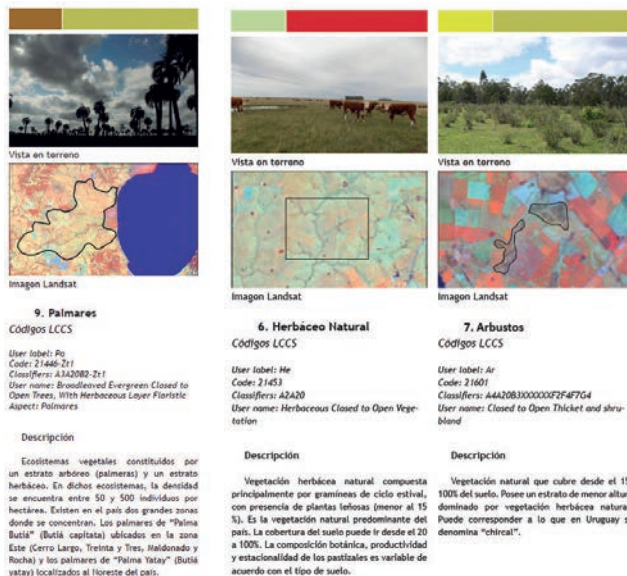 Vista en terreno
Imagen Landsat
9. Palmares
Códigos LCCS
User label: Pa
Code: 21446-Zt1
Classifiers: A3A20B2-Zt1
User name: Broadleaved Evergreen Closed to
Open Trees, With Herbaceous Layer Floristic
Aspect: Palmares
Descripción
Ecosistemas vegetales constituidos por
un estrato arbóreo (palmeras) y un estrato
herbáceo. En dichos ecosistemas, la densidad
se encuentra entre 50 y 500 individuos por
hectárea. Existen en el país dos grandes zonas
donde se concentran. Los palmares de “Palma
Butiá” (Butiá capitata) ubicados en la zona
Este (Cerro Largo, Treinta y Tres, Maldonado y
Rocha) y los palmares de “Palma Yatay” (Butiá
yatay) localizados al Noreste del país.
Vista en terreno
Imagen Landsat
6. Herbáceo Natural
Códigos LCCS
User label: He
Code: 21453
Classifiers: A2A20
User name: Herbaceous Closed to Open Vege-
tation
Descripción
Vegetación herbácea natural compuesta
principalmente por gramíneas de ciclo estival,
con presencia de plantas leñosas (menor al 15
%). Es la vegetación natural predominante del
país. La cobertura del suelo puede ir desde el 20
a 100%. La composición botánica, productividad
y estacionalidad de los pastizales es variable de
acuerdo con el tipo de suelo.
Vista en terreno
Imagen Landsat
7. Arbustos
Códigos LCCS
User label: Ar
Code: 21601
Classifiers: A4A20B3XXXXXXF2F4F7G4
User name: Closed to Open Thicket and shru-
bland
Descripción
Vegetación natural que cubre desde el 15
100% del suelo. Posee un estrato de menor altur
dominado por vegetación herbácea natura
Puede corresponder a lo que en Uruguay s
denomina “chircal”.